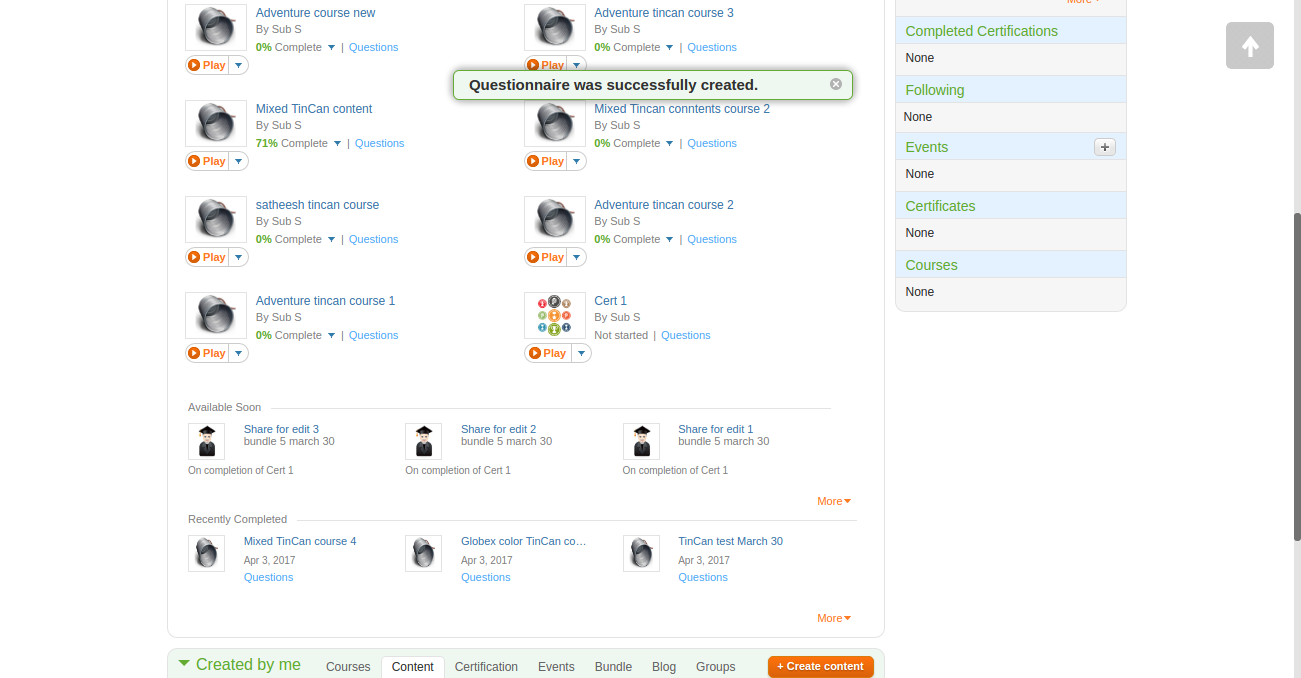 Adventure course new
By Sub S
0% Complete | Questions
Play
Adventure tincan course 3
By Sub S
0% Complete | Questions
Play
Questionnaire was successfully created.
Mixed TinCan content
By Sub S
71% Complete | Questions
Play
Mixed Tincan conntents course 2
By Sub S
0% Complete | Questions
Play
satheesh tincan course
By Sub S
0% Complete | Questions
Play
Adventure tincan course 2
By Sub S
0% Complete | Questions
Play
Adventure tincan course 1
By Sub S
0% Complete | Questions
Play
Cert 1
By Sub S
Not started | Questions
Play
Available Soon
Share for edit 3
bundle 5 march 30
On completion of Cert 1
Share for edit 2
bundle 5 march 30
On completion of Cert 1
Share for edit 1
bundle 5 march 30
On completion of Cert 1
More
Recently Completed
Mixed TinCan course 4
Apr 3, 2017
Questions
Globex color TinCan co…
Apr 3, 2017
Questions
TinCan test March 30
Apr 3, 2017
Questions
More
Created by me Courses Content Certification Events Bundle Blog Groups + Create content
More
Completed Certifications
None
Following
None
Events +
None
Certificates
None
Courses
None